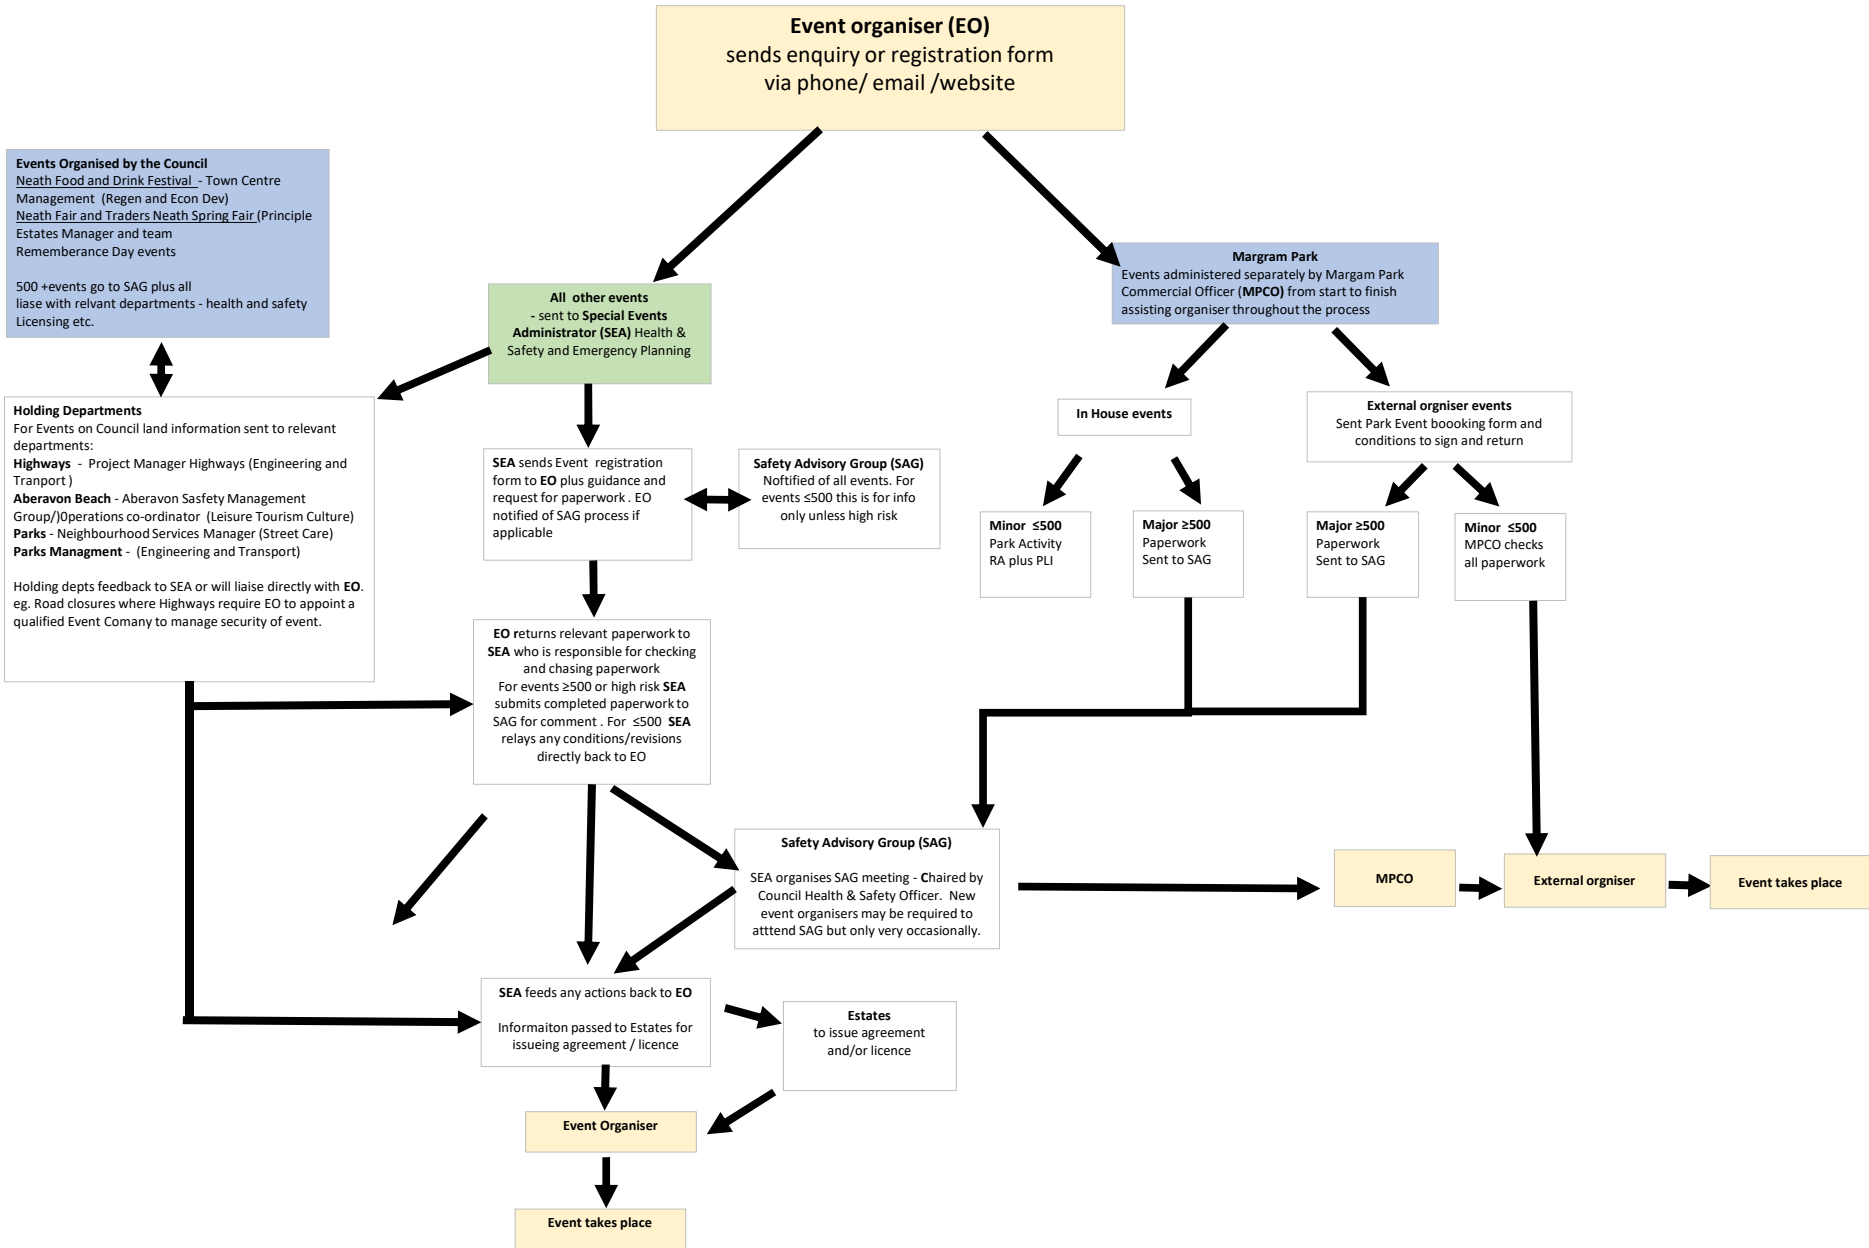 Event organiser (EO)
sends enquiry or registration form
via phone/ email /website
Events Organised by the Council
Neath Food and Drink Festival - Town Centre
Management (Regen and Econ Dev)
Neath Fair and Traders Neath Spring Fair (Principle
Estates Manager and team
Rememberance Day events
500 +events go to SAG plus all
liase with relvant departments - health and safety
Licensing etc.
Margram Park
Events administered separately by Margam Park
Commercial Officer (MPCO) from start to finish
assisting organiser throughout the process
All other events
- sent to Special Events
Administrator (SEA) Health &
Safety and Emergency Planning
Holding Departments
For Events on Council land information sent to relevant
departments:
Highways - Project Manager Highways (Engineering and
Tranport )
Aberavon Beach - Aberavon Sasfety Management
Group/)0perations co-ordinator (Leisure Tourism Culture)
Parks - Neighbourhood Services Manager (Street Care)
Parks Managment - (Engineering and Transport)
Holding depts feedback to SEA or will liaise directly with EO.
eg. Road closures where Highways require EO to appoint a
qualified Event Comany to manage security of event.
In House events
External orgniser events
Sent Park Event boooking form and
conditions to sign and return
SEA sends Event registration
form to EO plus guidance and
request for paperwork . EO
notified of SAG process if
applicable
Safety Advisory Group (SAG)
Noftified of all events. For
events ≤500 this is for info
only unless high risk
Minor ≤500
Park Activity
RA plus PLI
Major ≥500
Paperwork
Sent to SAG
Major ≥500
Paperwork
Sent to SAG
Minor ≤500
MPCO checks
all paperwork
EO returns relevant paperwork to
SEA who is responsible for checking
and chasing paperwork
For events ≥500 or high risk SEA
submits completed paperwork to
SAG for comment . For ≤500 SEA
relays any conditions/revisions
directly back to EO
Safety Advisory Group (SAG)
SEA organises SAG meeting - Chaired by
Council Health & Safety Officer. New
event organisers may be required to
atttend SAG but only very occasionally.
MPCO
External orgniser
Event takes place
SEA feeds any actions back to EO
Informaiton passed to Estates for
issueing agreement / licence
Estates
to issue agreement
and/or licence
Event Organiser
Event takes place